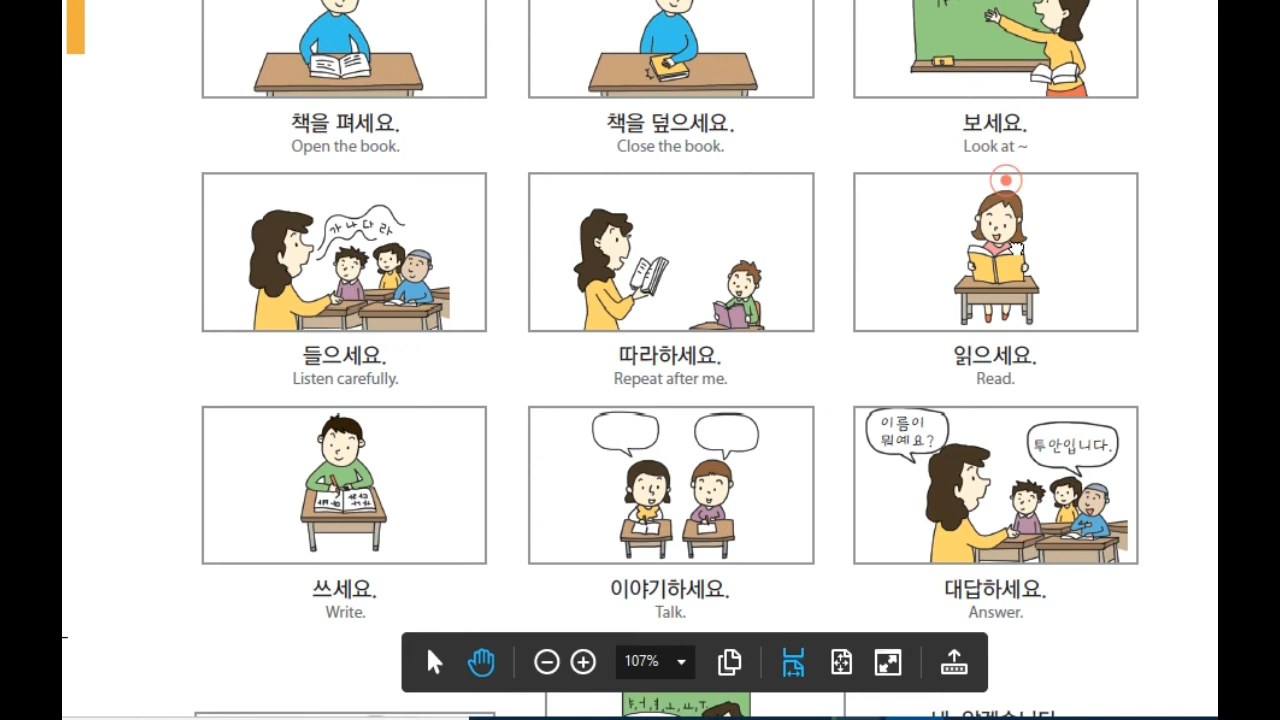 책을 펴세요.
Open the book.
책을 덮으세요.
Close the book.
보세요.
Look at ~
가 나 다 라
들으세요.
Listen carefully.
따라하세요.
Repeat after me.
읽으세요.
Read.
쓰세요.
Write.
이야기하세요.
Talk.
이름이
뭐예요?
투안입니다.
대답하세요.
Answer.
107%